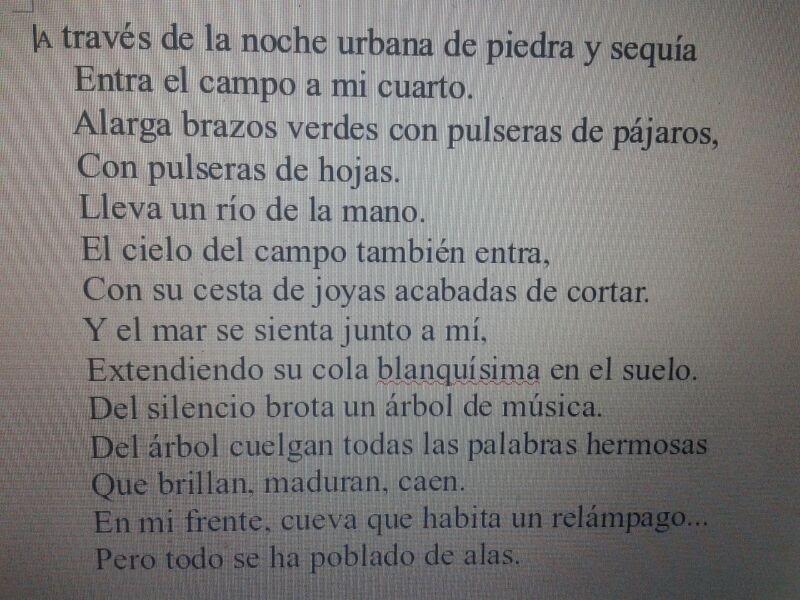 A través de la noche urbana de piedra y sequía
Entra el campo a mi cuarto.
Alarga brazos verdes con pulseras de pájaros,
Con pulseras de hojas.
Lleva un río de la mano.
El cielo del campo también entra,
Con su cesta de joyas acabadas de cortar.
Y el mar se sienta junto a mí,
Extendiendo su cola blanquísima en el suelo.
Del silencio brota un árbol de música.
Del árbol cuelgan todas las palabras hermosas
Que brillan, maduran, caen.
En mi frente, cueva que habita un relámpago...
Pero todo se ha poblado de alas.